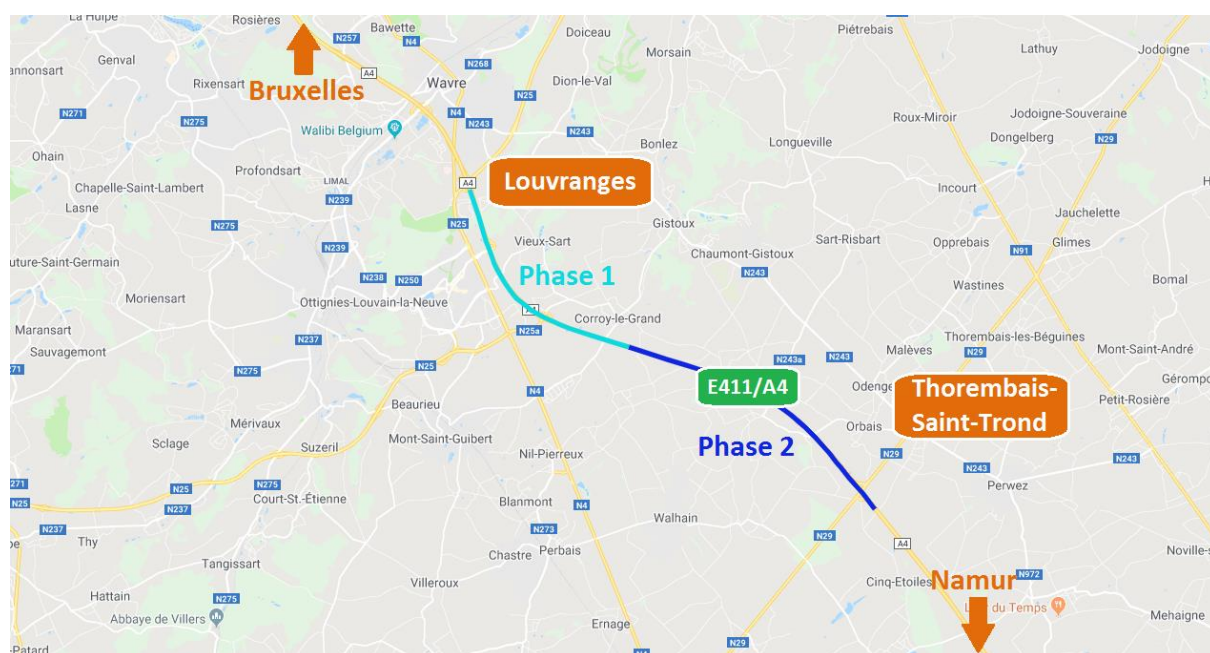 La Hulpe
Rosières
Bawette
Doiceau
Piétrebais
N257
N4
Morsain
Lathuy
Jodoigne
Genval
A4
N268
annonsart
Rixensart
Wavre
Dion-le-Val
Bruxelles
N25
N271
N275
N4
N243
Jodoigne-Souveraine
Roux-Miroir
Walibi Belgium
N243
Dongelberg
N29
Ohain
Bonlez
Longueville
Profondsart
LIMAL
A4
Louvranges
Chapelle-Saint-Lambert
Incourt
N239
Lasne
N275
N25
Gistoux
Jauchelette
Vieux-Sart
Sart-Risbart
Opprebais
Glimes
uture-Saint-Germain
Chaumont-Gistoux
N91
N243
N238
N250
Phase 1
Bomal
Wastines
Moriensart
Ottignies-Louvain-la-Neuve
A4
Corroy-le-Grand
Maransart
N25a
N237
Thorembais-les-Béguines
Sauvagemont
Malèves
N29
Mont-Saint-André
N243a
N243
71
N275
N25
E411/A4
Odenge
Thorembais-
Saint-Trond
Gérompo
N4
Petit-Rosière
Beaurieu
Mérivaux
Orbais
Sclage
Suzeril
Mont-Saint-Guibert
Phase 2
Nil-Pierreux
N29
N243
N243
271
N275
Perwez
N25
N25
Court-St.-Étienne
Blanmont
N4
N237
N237
Walhain
N273
N29
Thy
Chastre
Perbais
A4
Noville-s
Tangissart
Villeroux
Cinq-Etoiles
Namur
N972
Hattain
N275
du Temps
Abbaye de Villers
Mehaigne
Ernage
N29
-Patard
N4